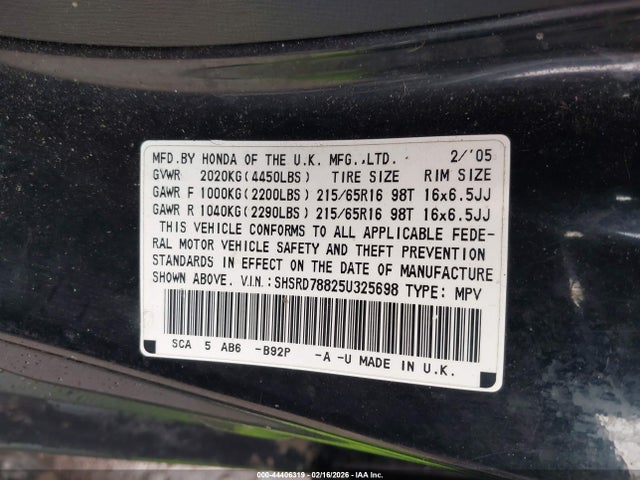 MFD.BY HONDA OF THE U.K. MFG.,LTD. 2/'05
GVWR 2020KG(4450LBS) TIRE SIZE RIM SIZE
GAWR F 1000KG(2200LBS) 215/65R16 98T 16x6.5JJ
GAWR R 1040KG(2290LBS) 215/65R16 98T 16x6.5JJ
THIS VEHICLE CONFORMS TO ALL APPLICABLE FEDE-
RAL MOTOR VEHICLE SAFETY AND THEFT PREVENTION
STANDARDS IN EFFECT ON THE DATE OF MANUFACTURE
SHOWN ABOVE. V.IN.:SHSRD78825U325698 TYPE: MPV
SCA 5 AB6 -B92P -A -U MADE IN U.K.
000-44406319 - 02/16/2026 - IAAI, Inc.